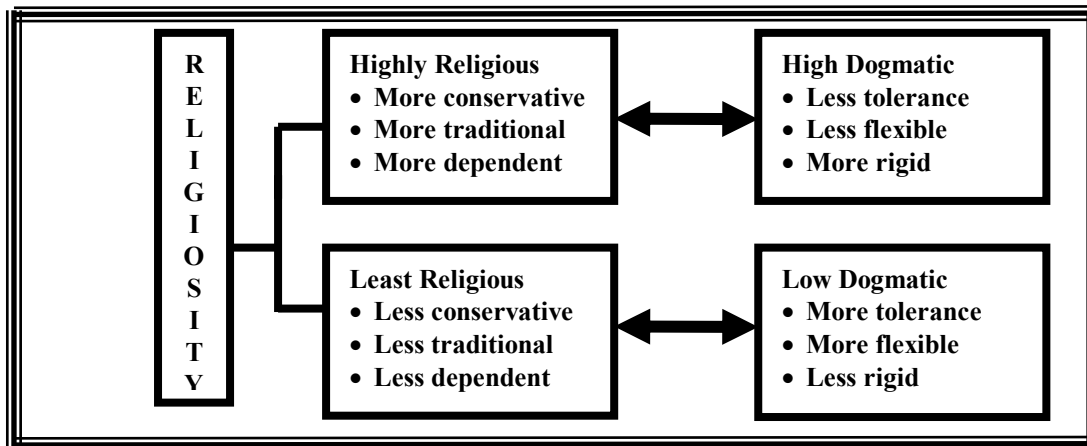 RELIGIOSITY
Highly Religious
• More conservative
• More traditional
• More dependent
High Dogmatic
• Less tolerance
• Less flexible
• More rigid
Least Religious
• Less conservative
• Less traditional
• Less dependent
Low Dogmatic
• More tolerance
• More flexible
• Less rigid